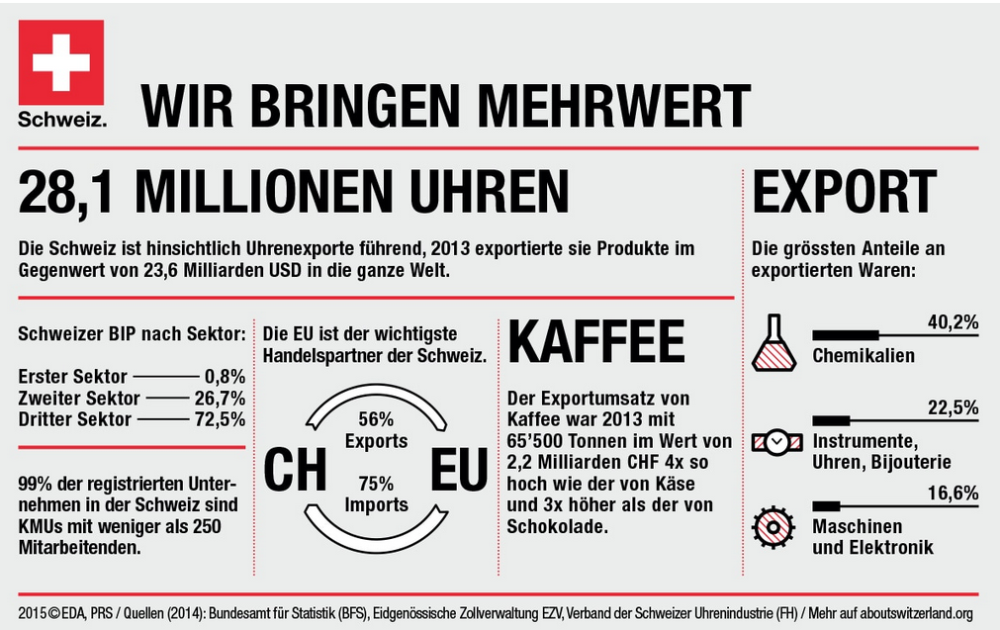 Schweiz.
WIR BRINGEN MEHRWERT
28,1 MILLIONEN UHREN
Die Schweiz ist hinsichtlich Uhrenexporte führend, 2013 exportierte sie Produkte im
Gegenwert von 23,6 Milliarden USD in die ganze Welt.
Schweizer BIP nach Sektor:
Erster Sektor 0,8%
Zweiter Sektor 26,7%
Dritter Sektor 72,5%
99% der registrierten Unter-
nehmen in der Schweiz sind
KMUs mit weniger als 250
Mitarbeitenden.
Die EU ist der wichtigste
Handelspartner der Schweiz.
56%
Exports
CH EU
75%
Imports
KAFFEE
Der Exportumsatz von
Kaffee war 2013 mit
65’500 Tonnen im Wert von
2,2 Milliarden CHF 4x so
hoch wie der von Käse
und 3x höher als der von
Schokolade.
EXPORT
Die grössten Anteile an
exportierten Waren:
40,2%
Chemikalien
22,5%
Instrumente,
Uhren, Bijouterie
16,6%
Maschinen
und Elektronik
2015©EDA, PRS / Quellen (2014): Bundesamt für Statistik (BFS), Eidgenössische Zollverwaltung EZV, Verband der Schweizer Uhrenindustrie (FH) / Mehr auf aboutswitzerland.org